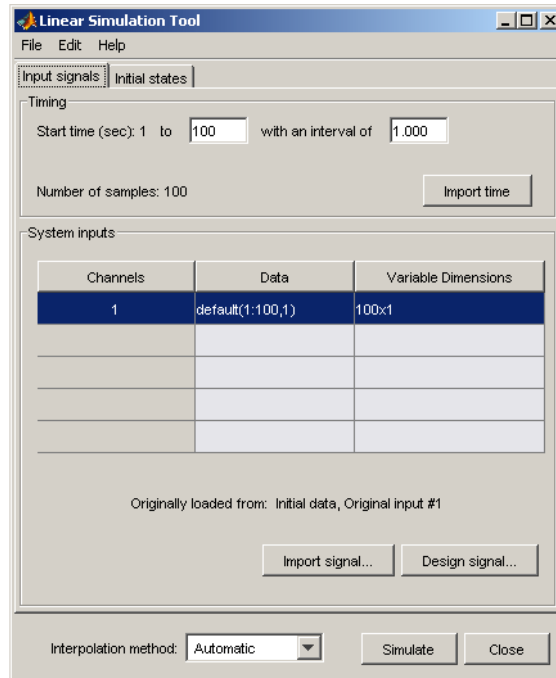 Linear Simulation Tool
File Edit Help
Input signals Initial states
Timing
Start time (sec): 1 to 100 with an interval of 1.000
Number of samples: 100 Import time
System inputs
Channels Data Variable Dimensions
1 default(1:100,1) 100x1
Originally loaded from: Initial data, Original input #1
Import signal... Design signal...
Interpolation method: Automatic Simulate Close